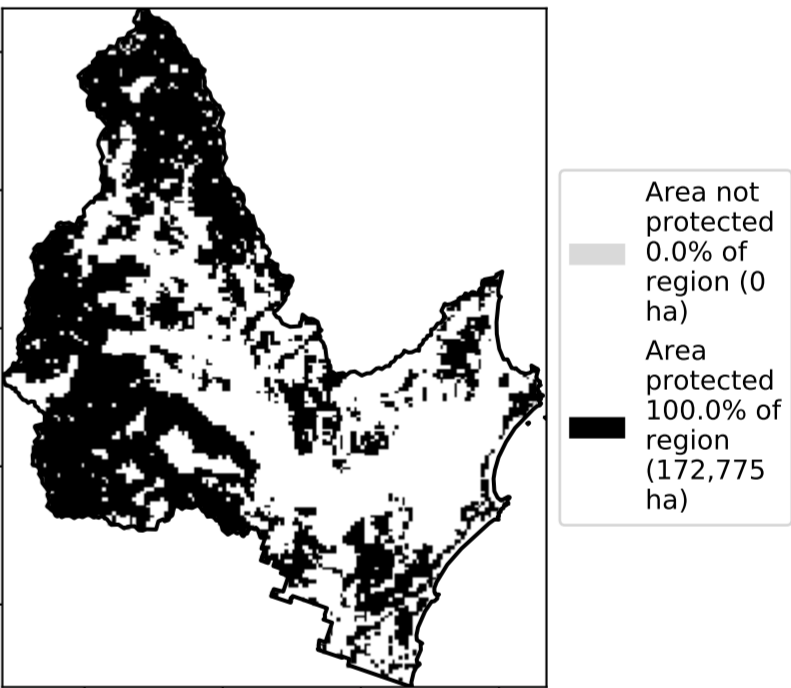 Area not
protected
0.0% of
region (0
ha)
Area
protected
100.0% of
region
(172,775
ha)